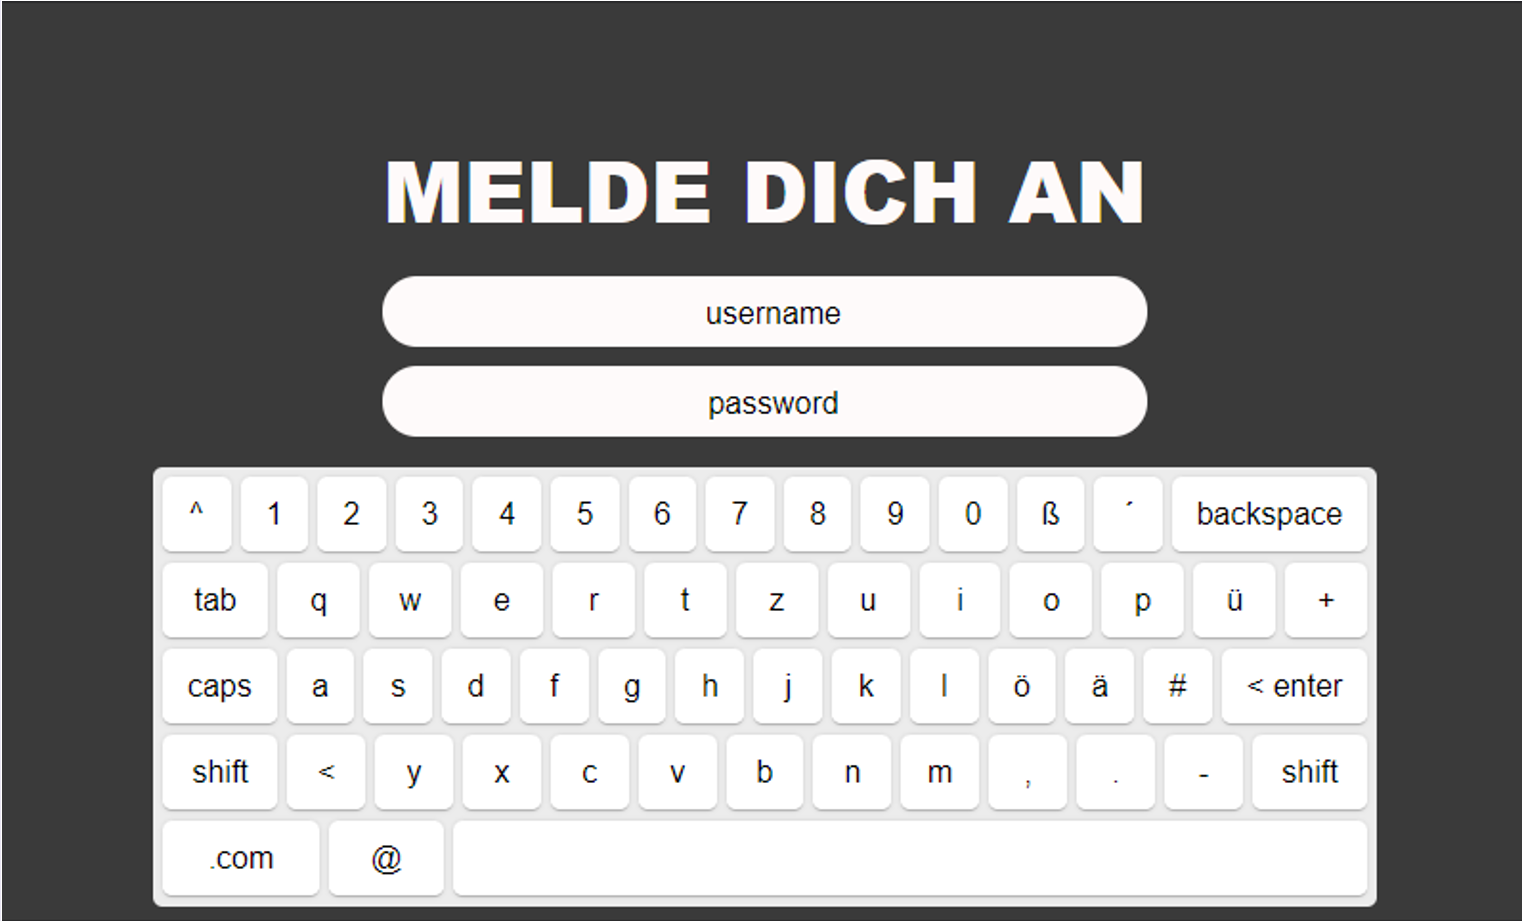 MELDE DICH AN
username
password
^ 1 2 3 4 5 6 7 8 9 0 ß ´ backspace
tab q w e r t z u i o p ü +
caps a s d f g h j k l ö ä # < enter
shift < y x c v b n m , . - shift
.com @